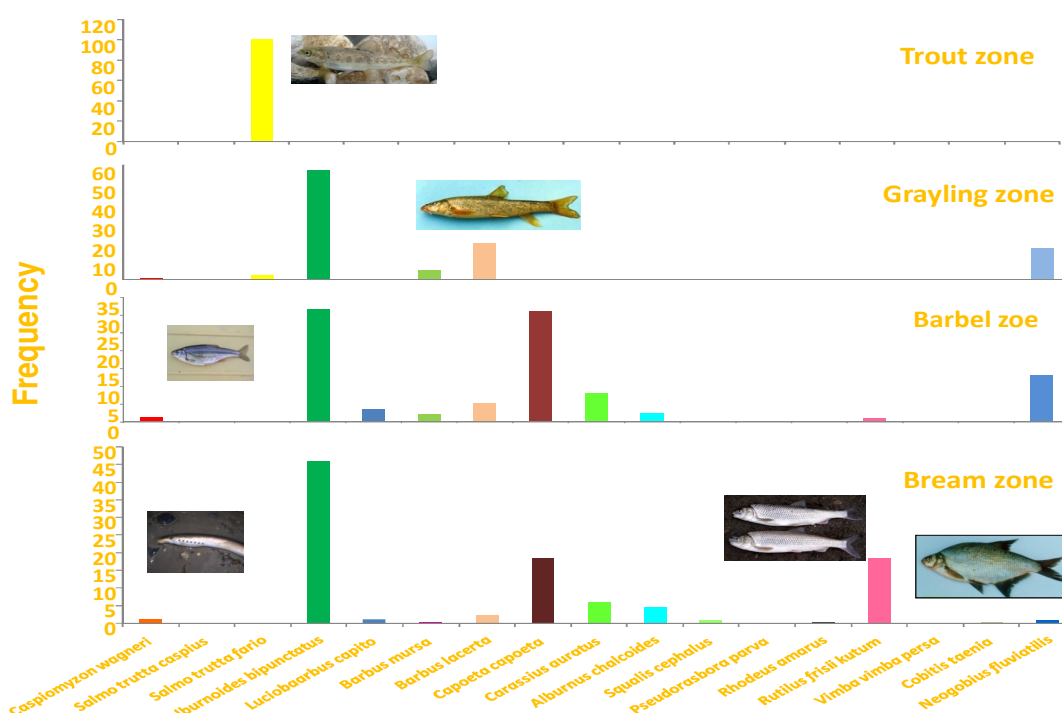 Frequency
120
100
80
60
40
20
0
Trout zone
60
50
40
30
20
10
Grayling zone
35
30
25
20
15
10
5
0
Barbel zoe
50
45
40
35
30
25
20
15
10
5
0
Bream zone
Caspiomyzon wagneri
Salmo trutta caspius
Salmo trutta fario
lburnoides bipunctatus
Luciobaarbus capito
Barbus mursa
Barbus lacerta
Capoeta capoeta
Carassius auratus
Alburnus chalcoides
Squalis cephalus
Pseudorasbora parva
Rhodeus amarus
Rutilus frisii kutum
Vimba vimba persa
Cobitis taenia
Neogobius fluviatilis